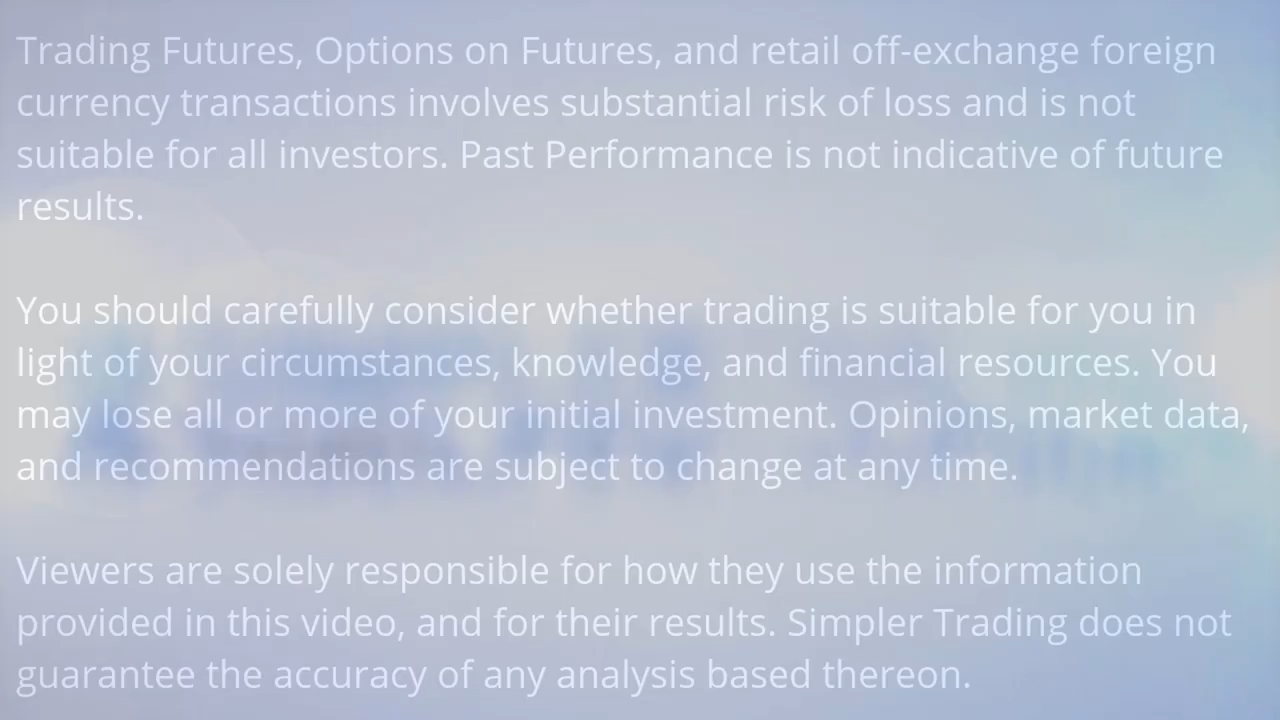 Trading Futures, Options on Futures, and retail off-exchange foreign
currency transactions involves substantial risk of loss and is not
suitable for all investors. Past Performance is not indicative of future
results.
You should carefully consider whether trading is suitable for you in
light of your circumstances, knowledge, and financial resources. You
may lose all or more of your initial investment. Opinions, market data,
and recommendations are subject to change at any time.
Viewers are solely responsible for how they use the information
provided in this video, and for their results. Simpler Trading does not
guarantee the accuracy of any analysis based thereon.